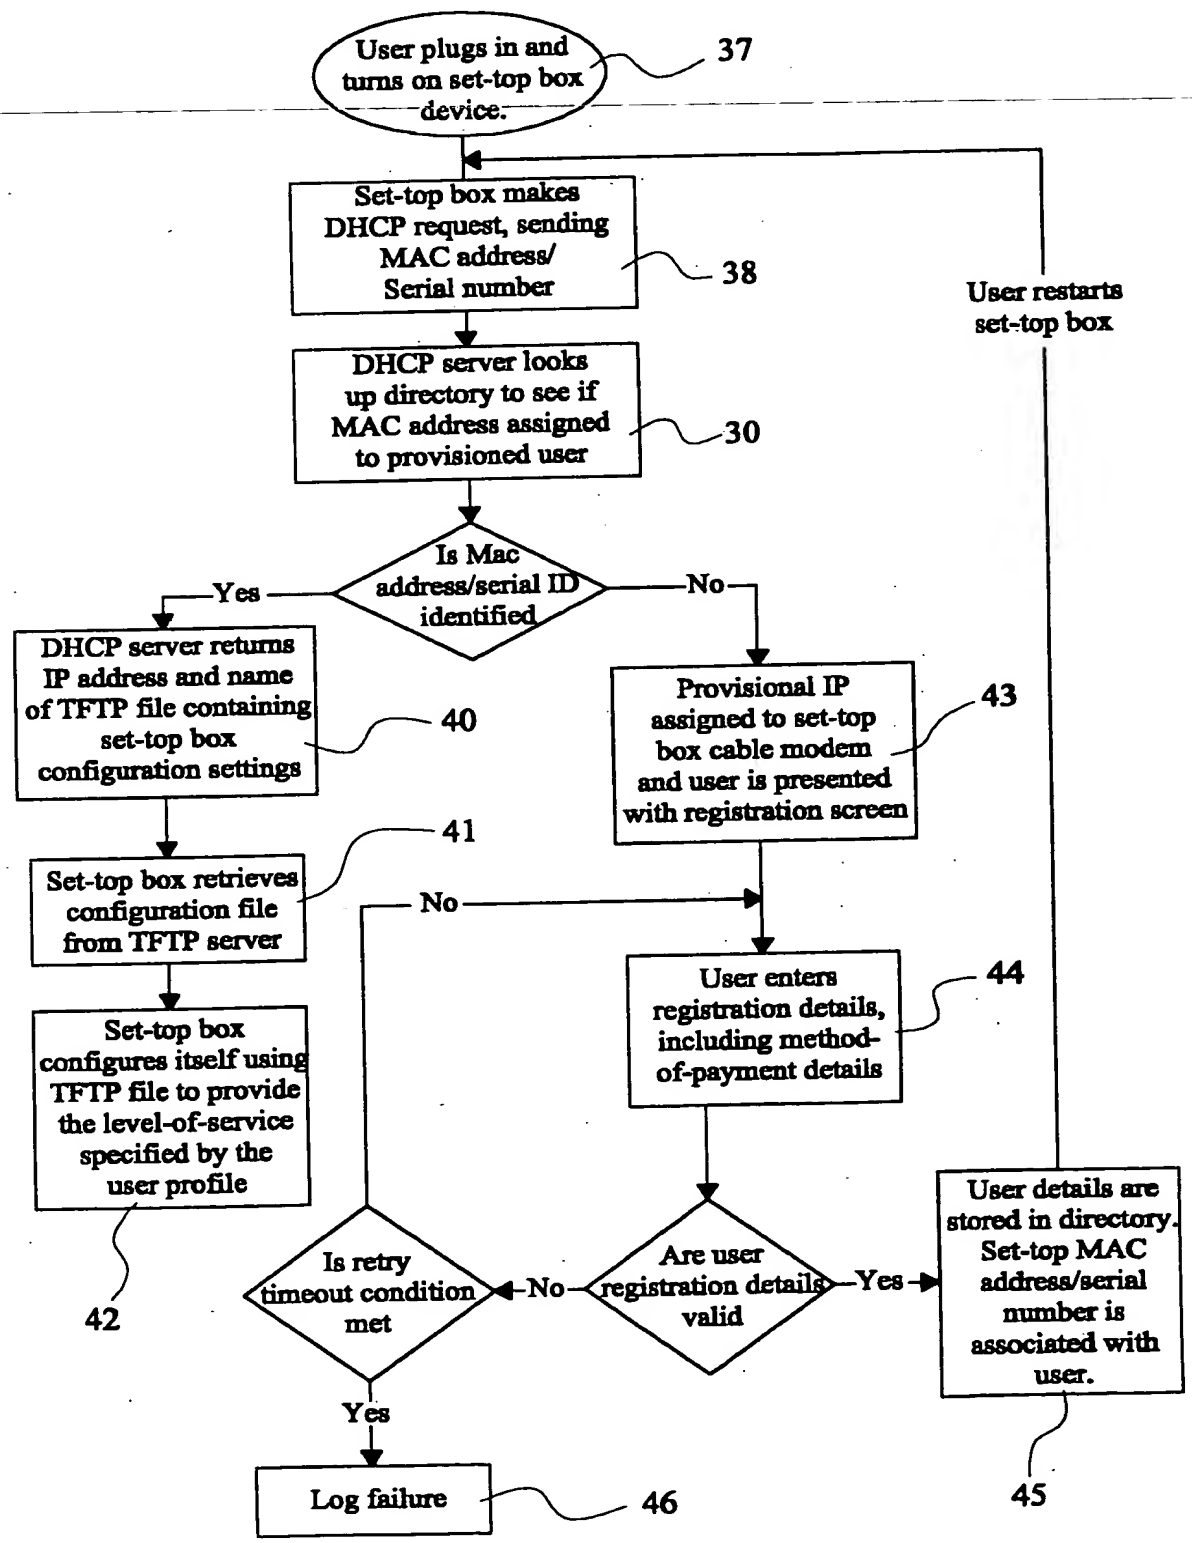 User plugs in and
turns on set-top box
device.
37
Set-top box makes
DHCP request, sending
MAC address/
Serial number
38
User restarts
set-top box
DHCP server looks
up directory to see if
MAC address assigned
to provisioned user
30
Is Mac
address/serial ID
identified
Yes
No
DHCP server returns
IP address and name
of TFTP file containing
set-top box
configuration settings
40
Provisional IP
assigned to set-top
box cable modem
and user is presented
with registration screen
43
Set-top box retrieves
configuration file
from TFTP server
41
No
User enters
registration details,
including method-
of-payment details
44
Set-top box
configures itself using
TFTP file to provide
the level-of-service
specified by the
user profile
42
Is retry
timeout condition
met
No
Are user
registration details
valid
Yes
User details are
stored in directory.
Set-top MAC
address/serial
number is
associated with
user.
45
Yes
Log failure
46